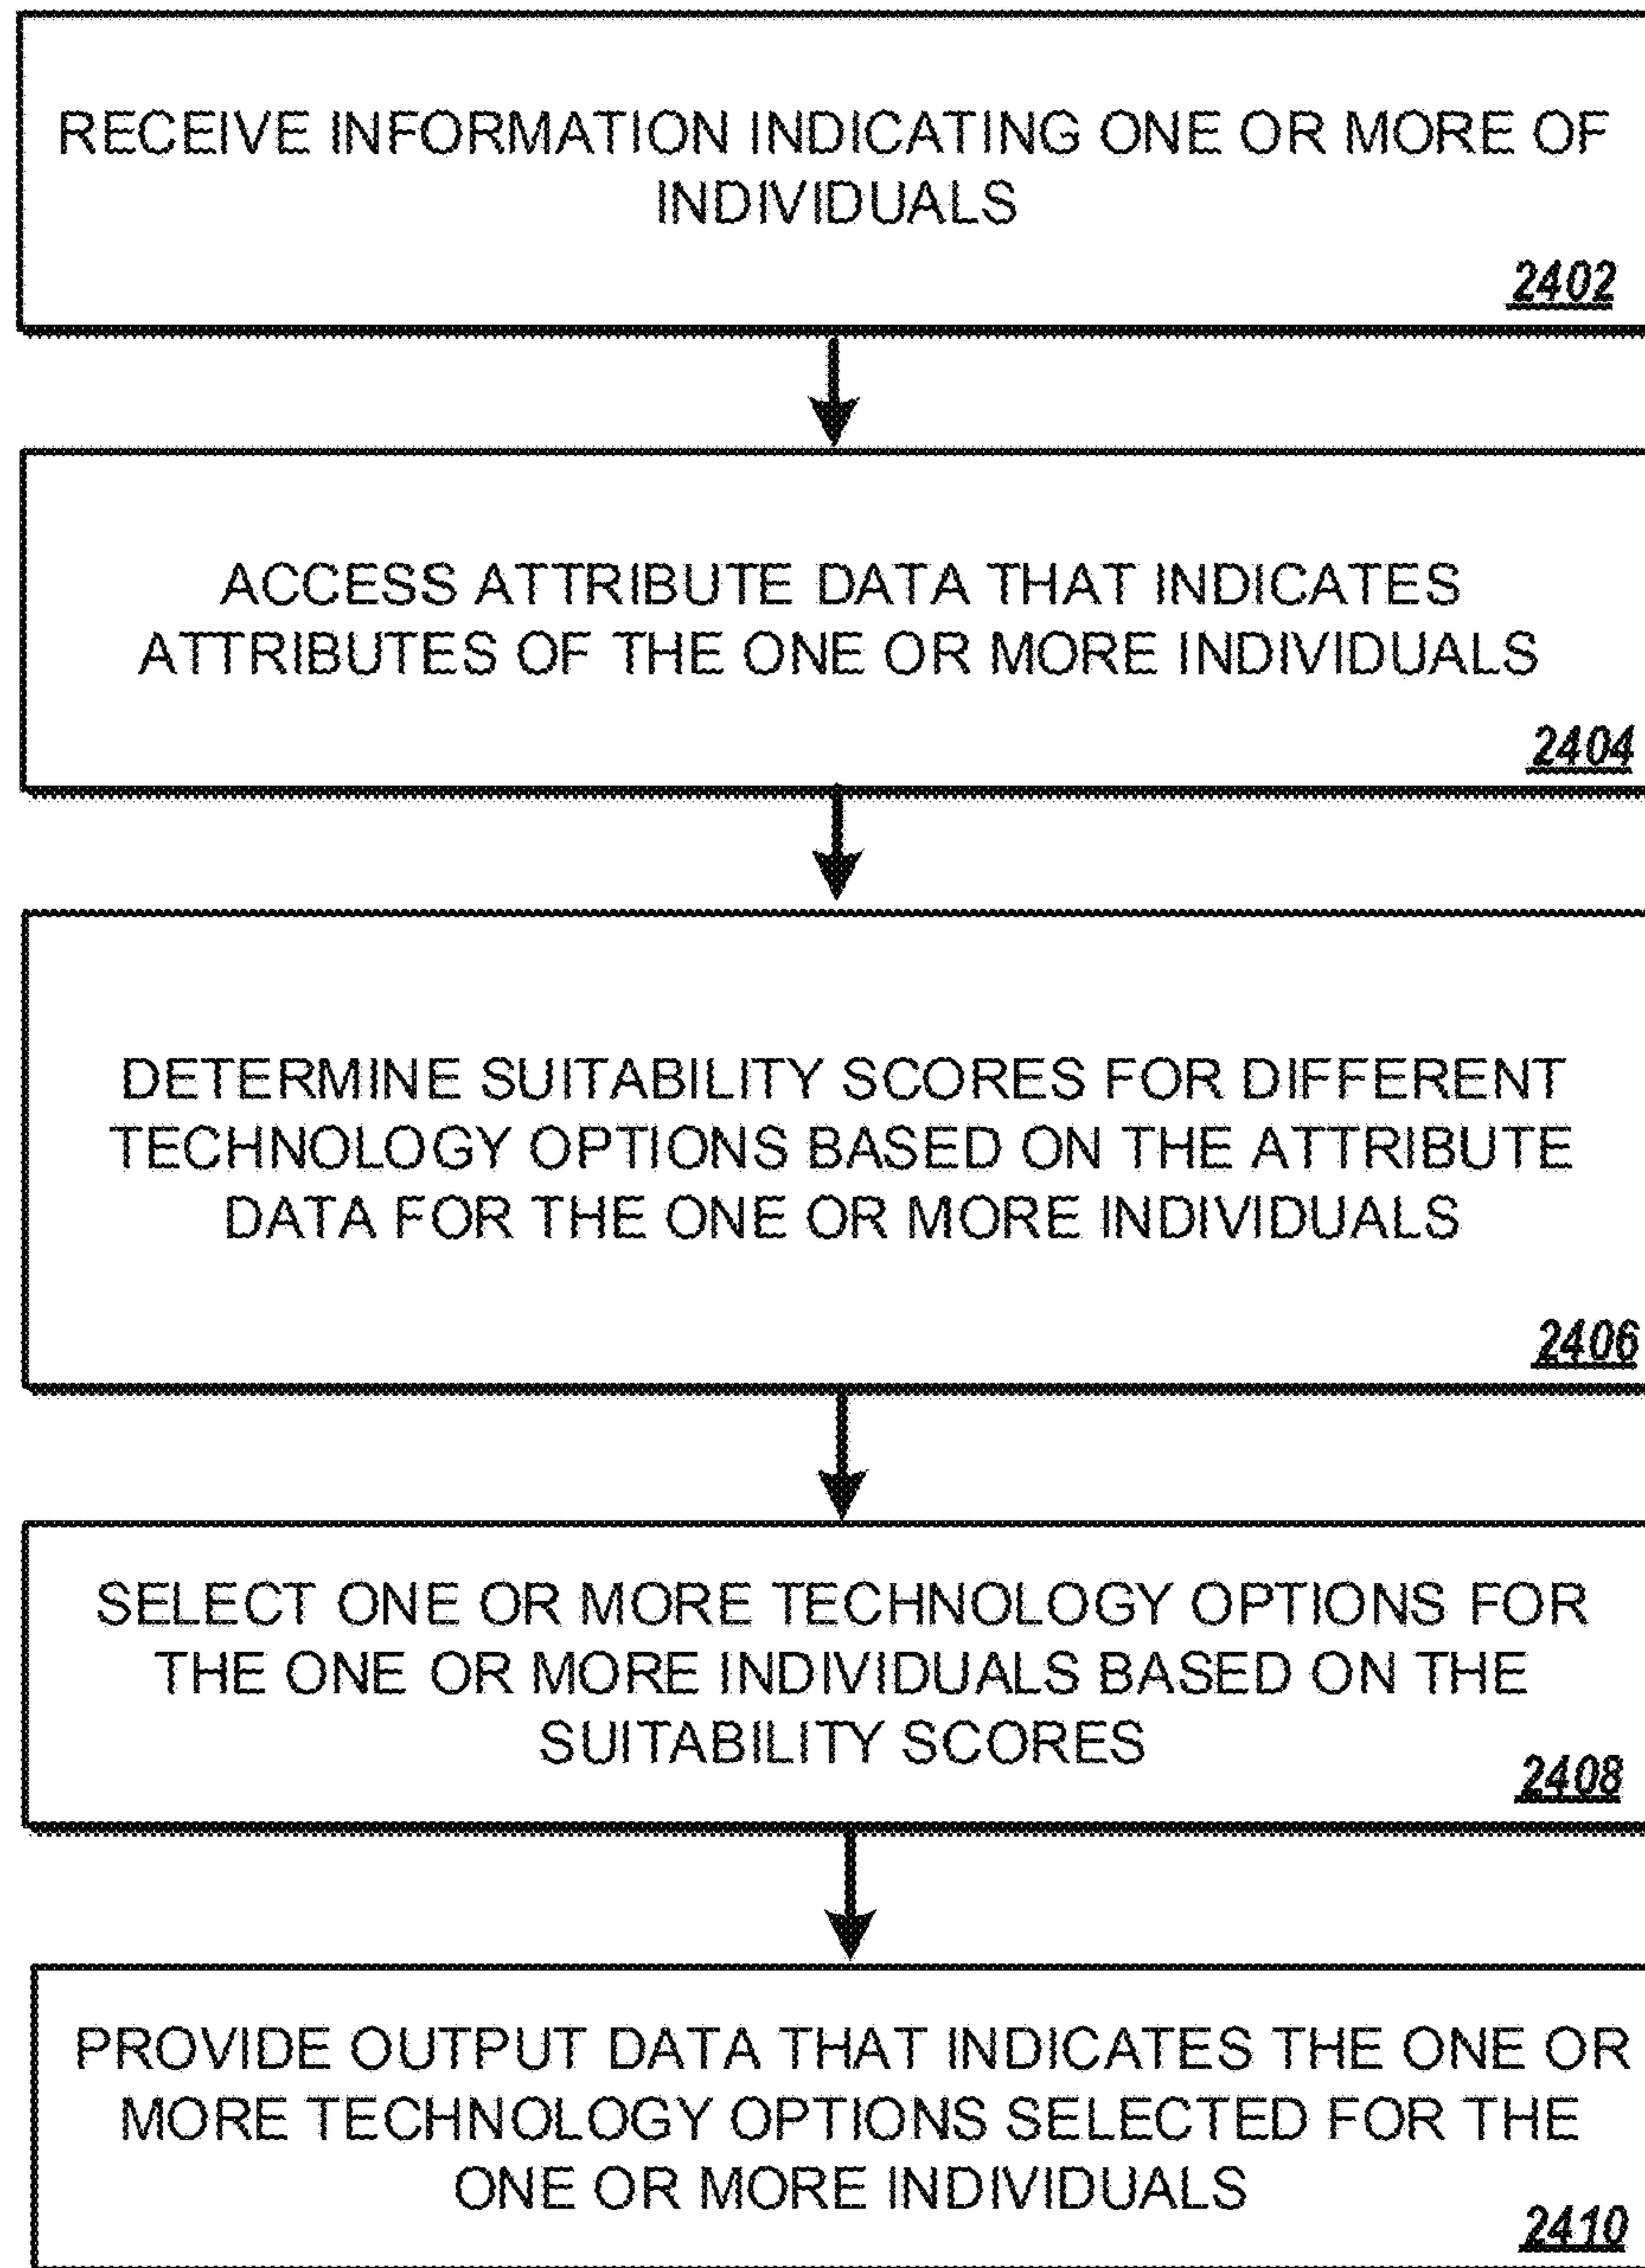 RECEIVE INFORMATION INDICATING ONE OR MORE OF
INDIVIDUALS
2402
ACCESS ATTRIBUTE DATA THAT INDICATES
ATTRIBUTES OF THE ONE OR MORE INDIVIDUALS
2404
DETERMINE SUITABILITY SCORES FOR DIFFERENT
TECHNOLOGY OPTIONS BASED ON THE ATTRIBUTE
DATA FOR THE ONE OR MORE INDIVIDUALS
2406
SELECT ONE OR MORE TECHNOLOGY OPTIONS FOR
THE ONE OR MORE INDIVIDUALS BASED ON THE
SUITABILITY SCORES
2408
PROVIDE OUTPUT DATA THAT INDICATES THE ONE OR
MORE TECHNOLOGY OPTIONS SELECTED FOR THE
ONE OR MORE INDIVIDUALS
2410